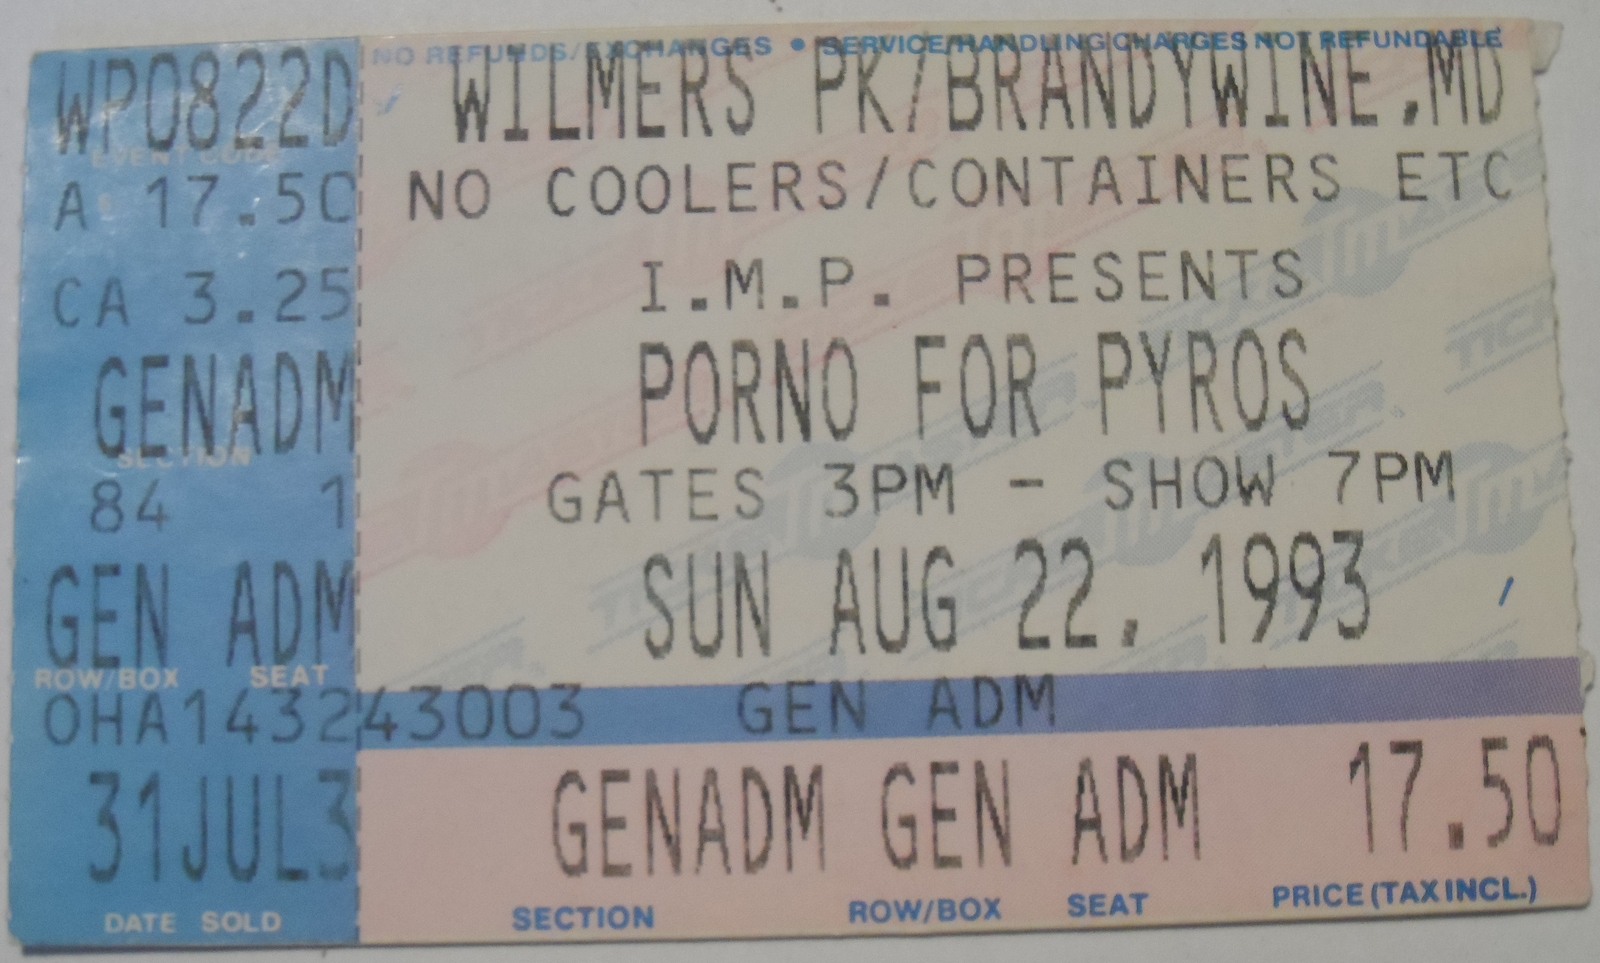 NO REFUNDS/EXCHANGES • SERVICE/HANDLING CHARGES NOT REFUNDABLE
WP0822D WILMERS PK/BRANDYWINE,MD
EVENT CODE
A 17.50 NO COOLERS/CONTAINERS ETC
CA 3.25 I.M.P. PRESENTS
GENADM PORNO FOR PYROS
SECTION
84 1 GATES 3PM - SHOW 7PM
GEN ADM SUN AUG 22, 1993
ROW/BOX SEAT
OHA143243003 GEN ADM
31JUL3 GENADM GEN ADM 17.50
DATE SOLD SECTION ROW/BOX SEAT PRICE (TAX INCL.)